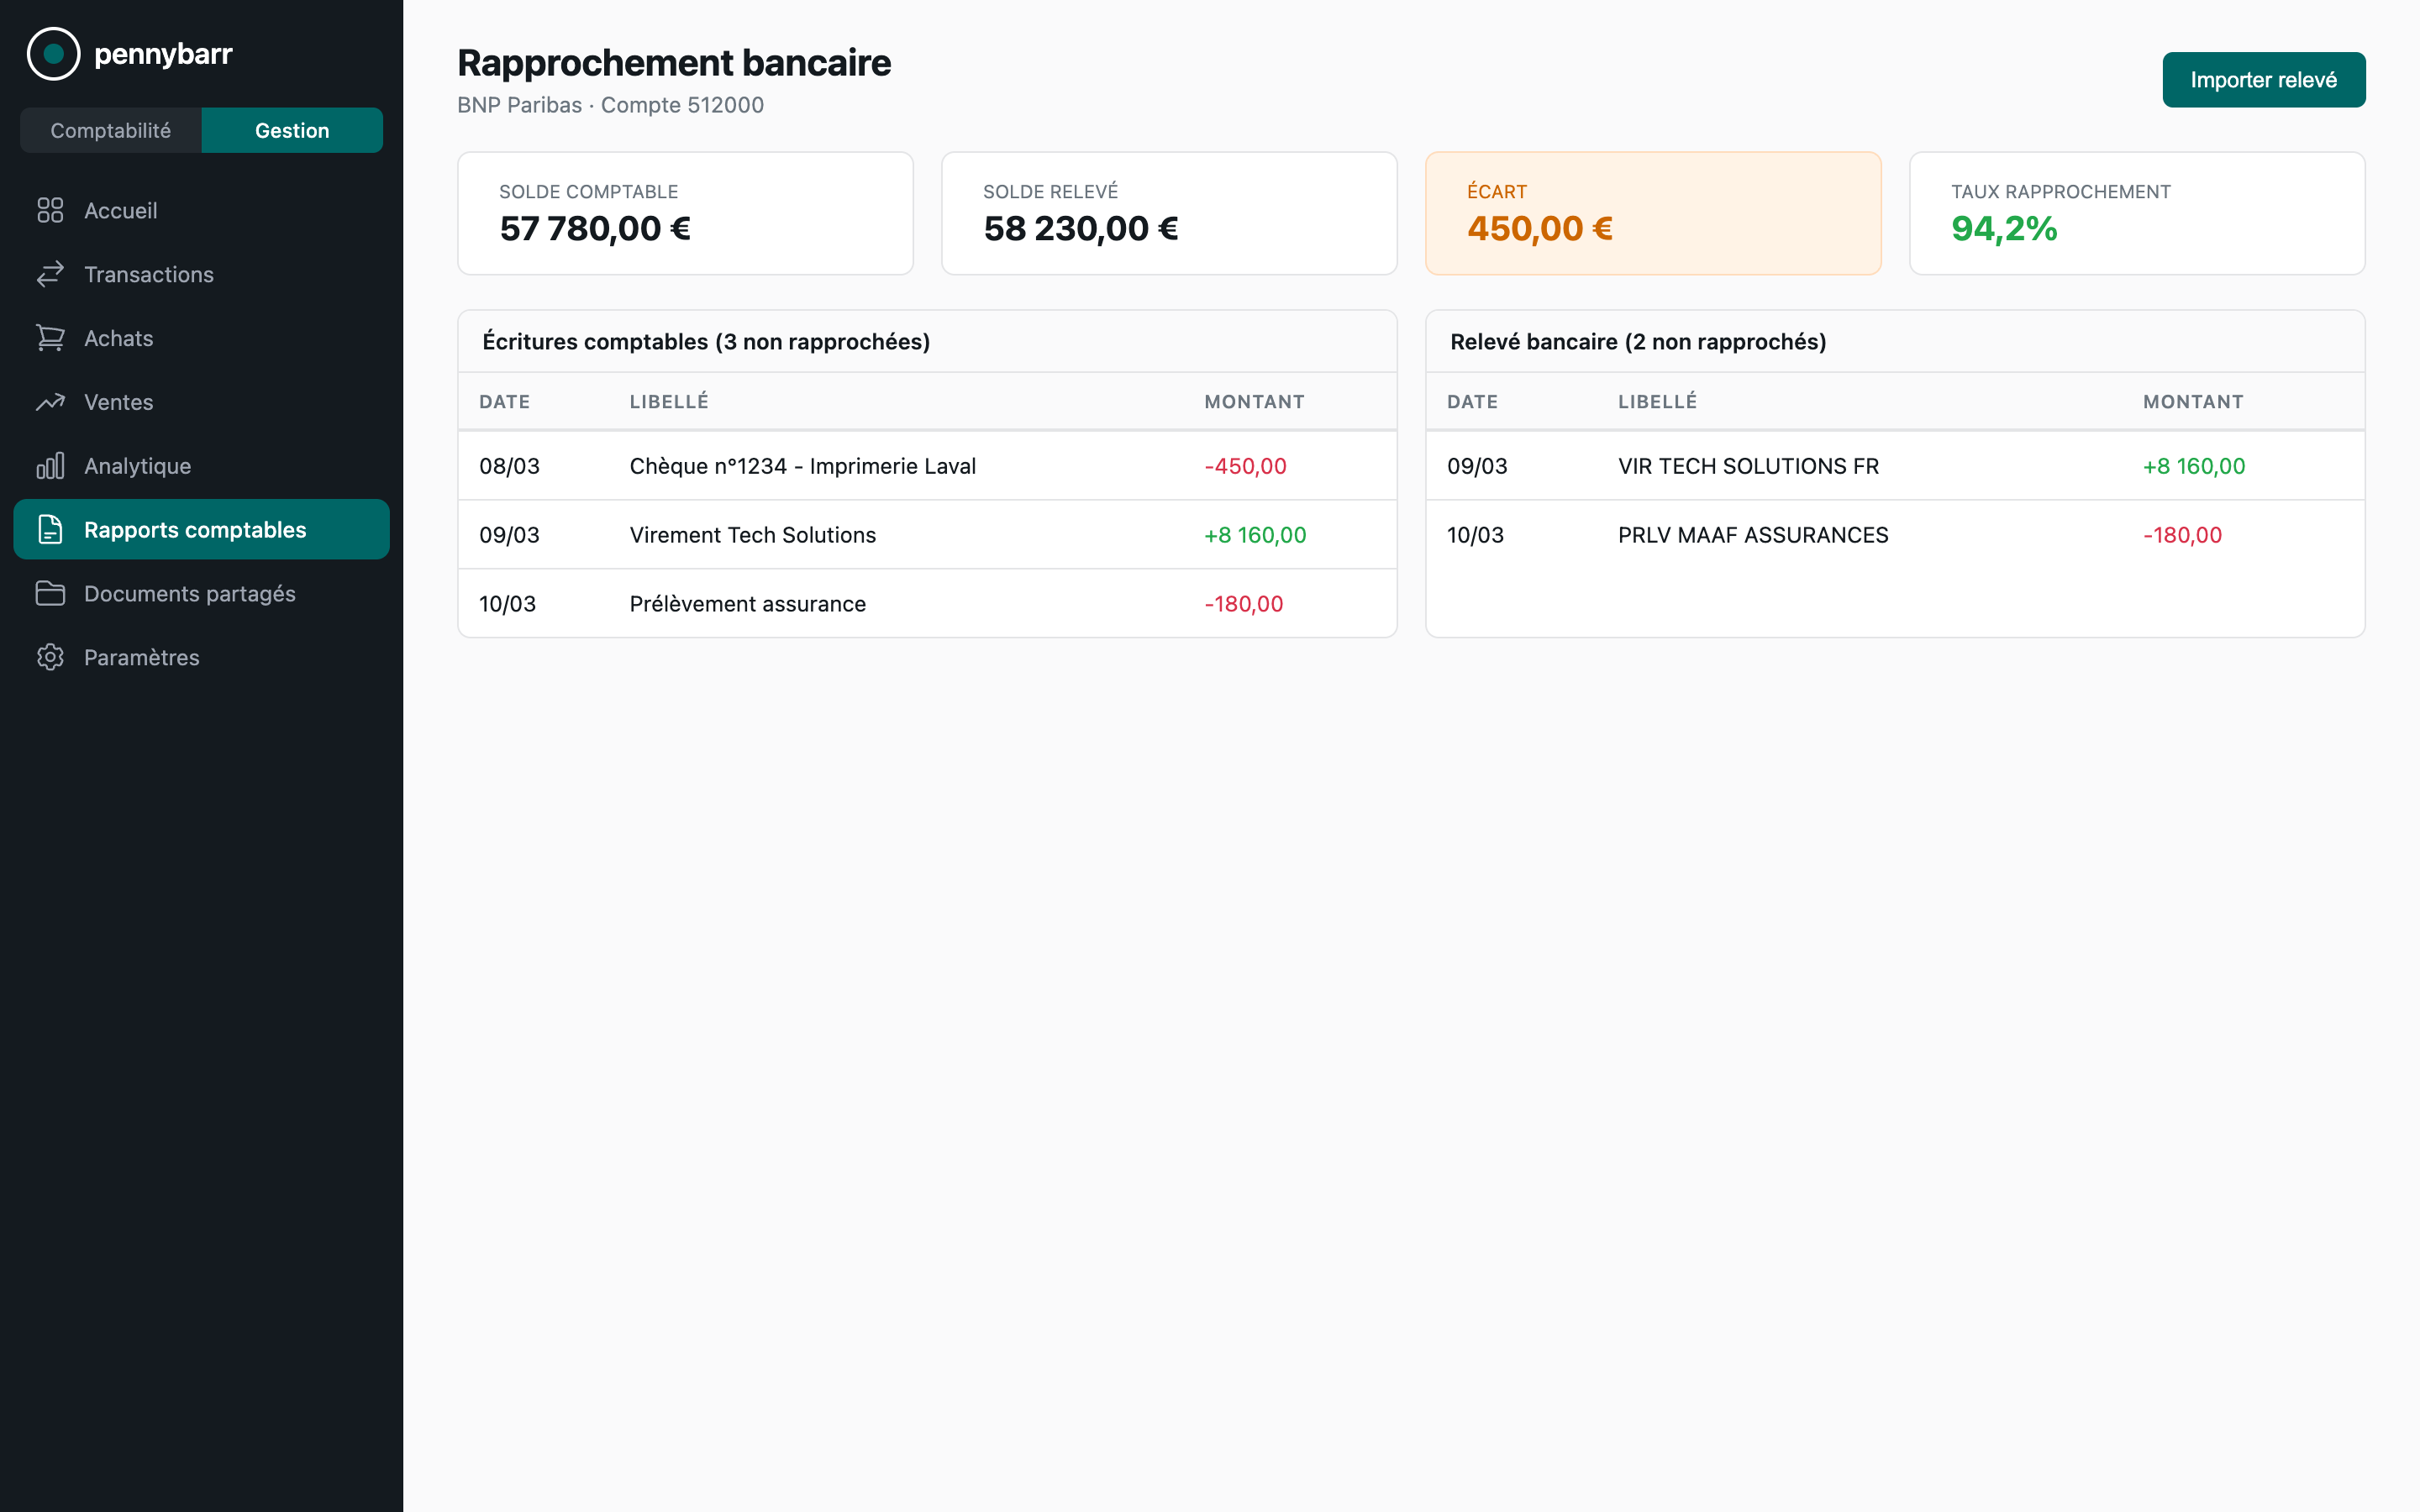 pennybarr
Comptabilité Gestion
Accueil
Transactions
Achats
Ventes
Analytique
Rapports comptables
Documents partagés
Paramètres
Rapprochement bancaire
BNP Paribas · Compte 512000
Importer relevé
SOLDE COMPTABLE
57 780,00 €
SOLDE RELEVÉ
58 230,00 €
ÉCART
450,00 €
TAUX RAPPROCHEMENT
94,2%
Écritures comptables (3 non rapprochées)
DATE LIBELLÉ MONTANT
08/03 Chèque n°1234 - Imprimerie Laval -450,00
09/03 Virement Tech Solutions +8 160,00
10/03 Prélèvement assurance -180,00
Relevé bancaire (2 non rapprochés)
DATE LIBELLÉ MONTANT
09/03 VIR TECH SOLUTIONS FR +8 160,00
10/03 PRLV MAAF ASSURANCES -180,00